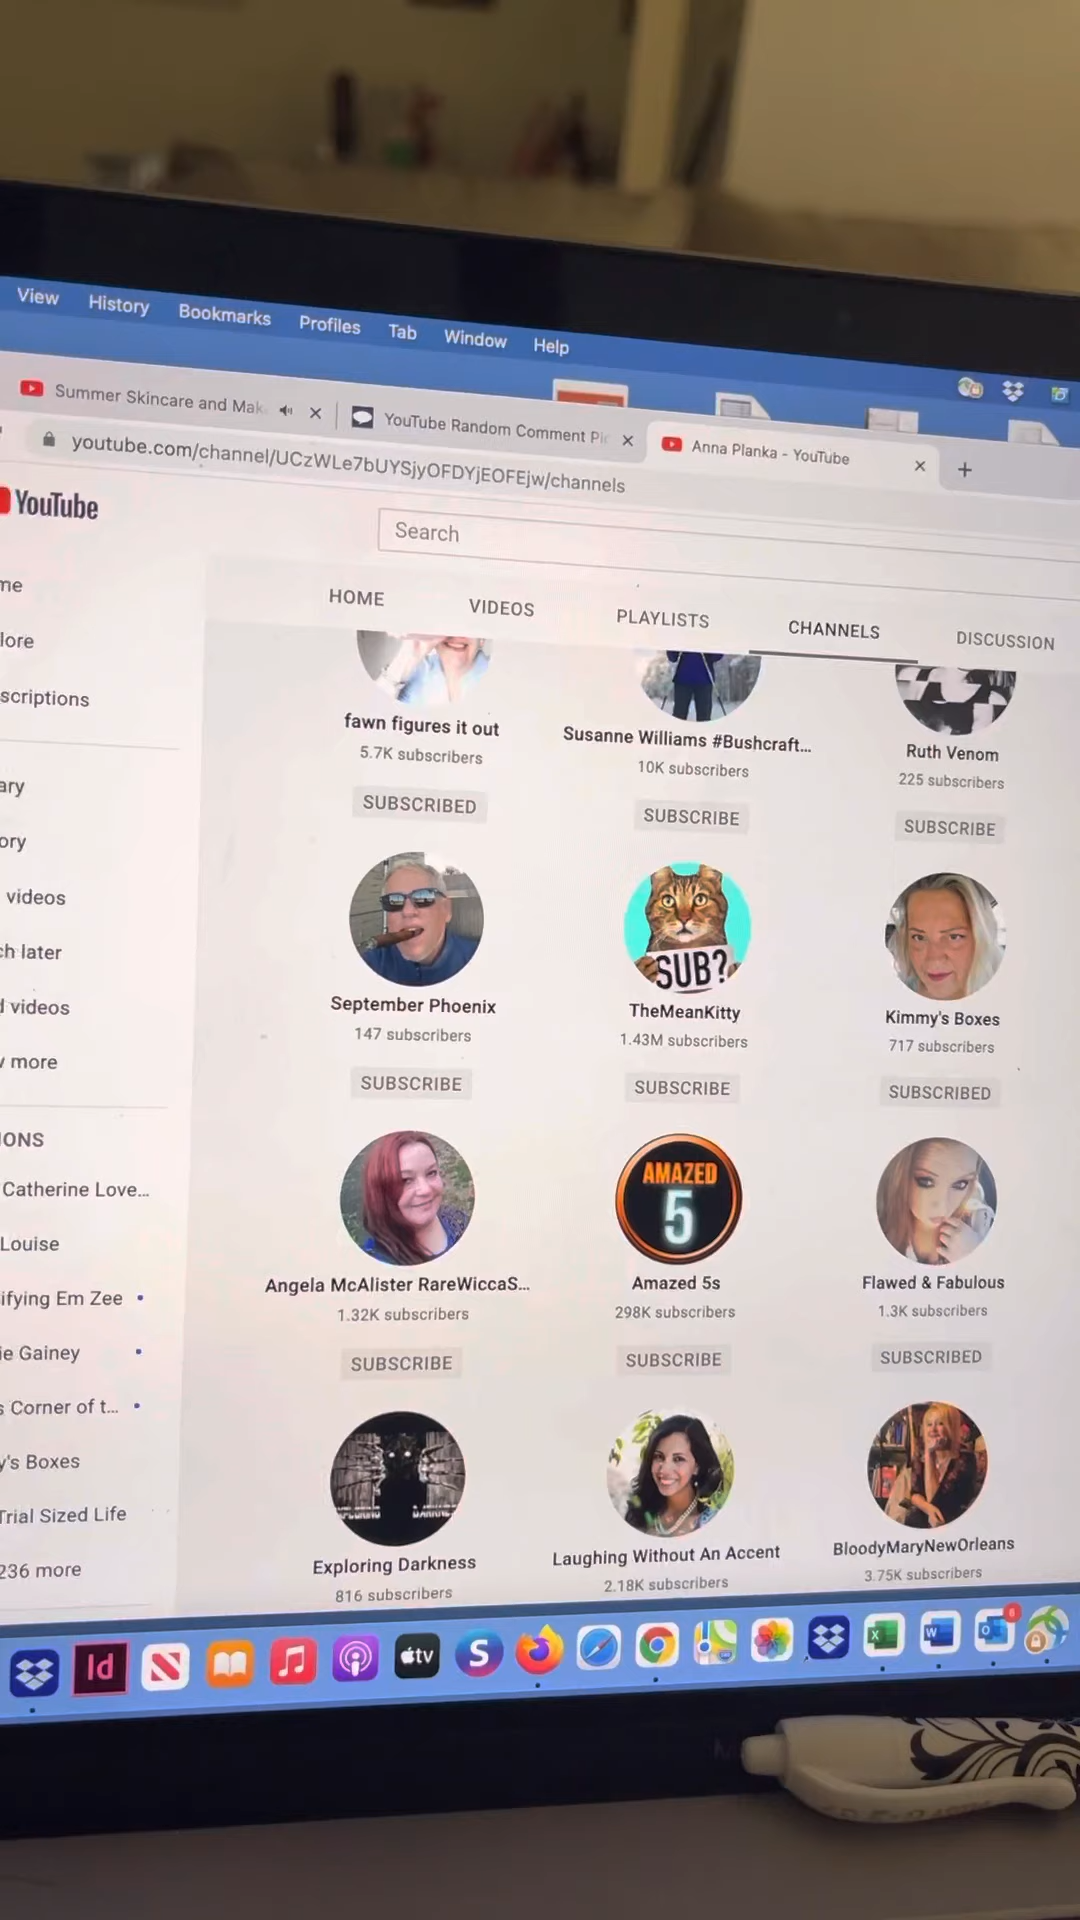 View History Bookmarks Profiles Tab Window Help
Summer Skincare and Mak
YouTube Random Comment Pi
Anna Planka - YouTube
youtube.com/channel/UCzWLe7bUYSjyOFDYjEOFEjw/channels
YouTube
Search
HOME VIDEOS PLAYLISTS CHANNELS DISCUSSION
me
lore
scriptions
ary
ory
videos
ch later
d videos
w more
IONS
Catherine Love...
Louise
ifying Em Zee
ie Gainey
s Corner of t...
y's Boxes
Trial Sized Life
236 more
fawn figures it out
5.7K subscribers
SUBSCRIBED
Susanne Williams #Bushcraft...
10K subscribers
SUBSCRIBE
Ruth Venom
225 subscribers
SUBSCRIBE
September Phoenix
147 subscribers
SUBSCRIBE
SUB?
TheMeanKitty
1.43M subscribers
SUBSCRIBE
Kimmy's Boxes
717 subscribers
SUBSCRIBED
Angela McAlister RareWiccaS...
1.32K subscribers
SUBSCRIBE
AMAZED
5
Amazed 5s
298K subscribers
SUBSCRIBE
Flawed & Fabulous
1.3K subscribers
SUBSCRIBED
Exploring Darkness
816 subscribers
Laughing Without An Accent
2.18K subscribers
BloodyMaryNewOrleans
3.75K subscribers
Id
tv
S
X
W
O
6